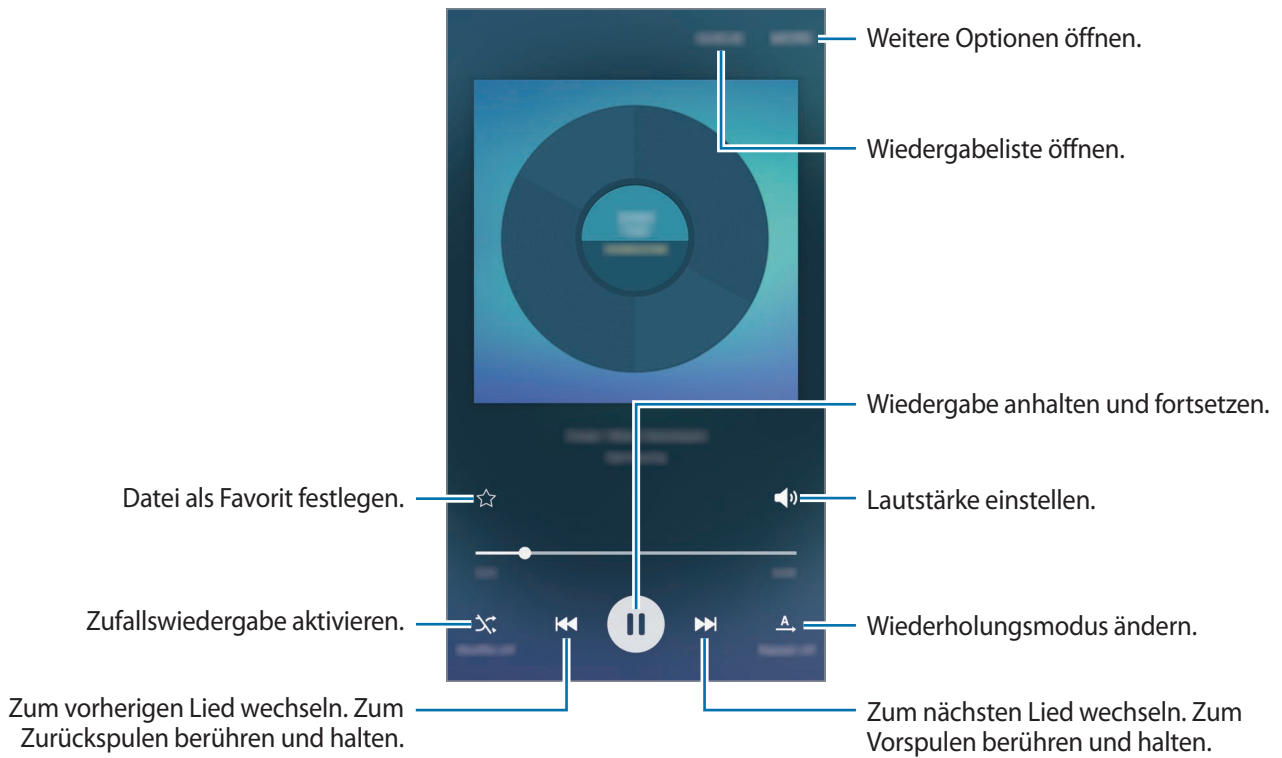 Weitere Optionen öffnen.
Wiedergabeliste öffnen.
Wiedergabe anhalten und fortsetzen.
Datei als Favorit festlegen.
Lautstärke einstellen.
Zufallswiedergabe aktivieren.
A
Wiederholungsmodus ändern.
Zum vorherigen Lied wechseln. Zum
Zurückspulen berühren und halten.
Zum nächsten Lied wechseln. Zum
Vorspulen berühren und halten.